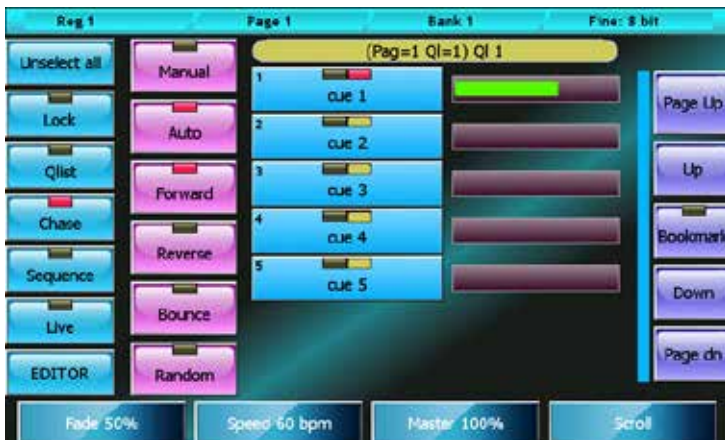 Reg 1 Page 1 Bank 1 Fine: 8 bit
(Pag=1 Ql=1) Ql 1
Unselect all
Lock
Qlist
Chase
Sequence
Live
EDITOR
Manual
Auto
Forward
Reverse
Bounce
Random
1
cue 1
2
cue 2
3
cue 3
4
cue 4
5
cue 5
Page Up
Up
Bookmark
Down
Page dn
Fade 50% Speed 60 bpm Master 100% Scroll